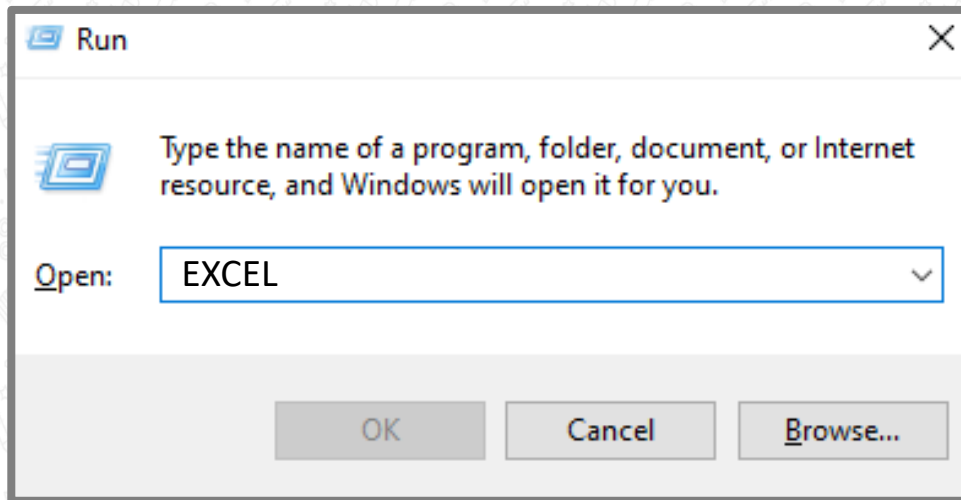 Run
Type the name of a program, folder, document, or Internet
resource, and Windows will open it for you.
Open: EXCEL
OK Cancel Browse...